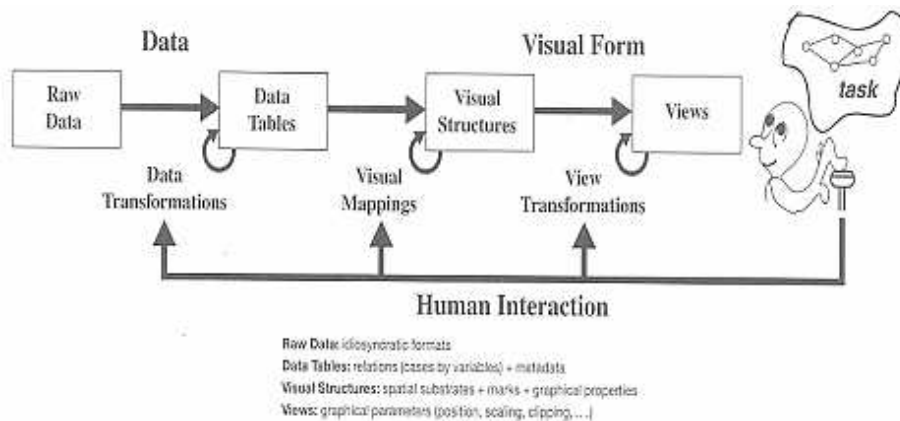 Data
Visual Form
task
Raw
Data
Data
Tables
Visual
Structures
Views
Data
Transformations
Visual
Mappings
View
Transformations
Human Interaction
Raw Data: idiosyncratic formats
Data Tables: relations (cases by variables) + metadata
Visual Structures: spatial substrates + marks + graphical properties
Views: graphical parameters (position, scaling, clipping, ...)